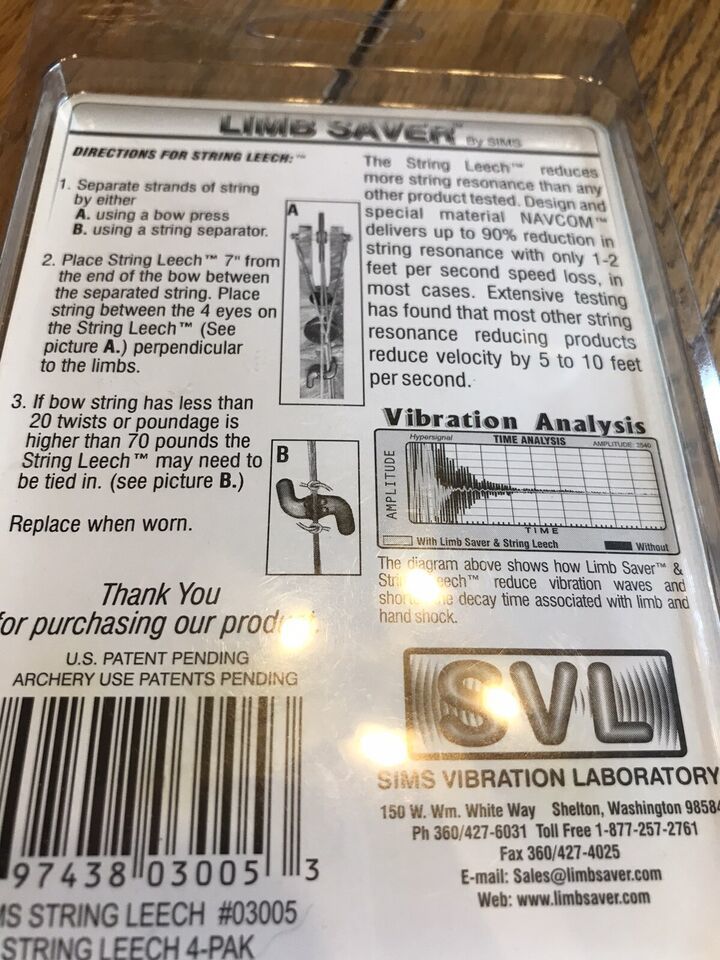 LIMB SAVER™ By SIMS
DIRECTIONS FOR STRING LEECH:™
1. Separate strands of string
by either
A. using a bow press
B. using a string separator.
2. Place String Leech™ 7" from
the end of the bow between
the separated string. Place
string between the 4 eyes on
the String Leech™ (See
picture A.) perpendicular
to the limbs.
3. If bow string has less than
20 twists or poundage is
higher than 70 pounds the
String Leech™ may need to
be tied in. (see picture B.)
Replace when worn.
A
B
Thank You
for purchasing our
U.S. PATENT PENDING
ARCHERY USE PATENTS PENDING
97438 03005 3
STRING LEECH #03005
STRING LEECH 4-PAK
The String Leech™ reduces
more string resonance than any
other product tested. Design and
special material NAVCOM™
delivers up to 90% reduction in
string resonance with only 1-2
feet per second speed loss, in
most cases. Extensive testing
has found that most other string
resonance reducing products
reduce velocity by 5 to 10 feet
per second.
Vibration Analysis
Hypersignal TIME ANALYSIS AMPLITUDE: 2540
AMPLITUDE
TIME
With Limb Saver & String Leech Without
The diagram above shows how Limb Saver™ &
reduce vibration waves and
decay time associated with limb and
hand shock.
SVL
SIMS VIBRATION LABORATORY
150 W. Wm. White Way Shelton, Washington 98584
Ph 360/427-6031 Toll Free 1-877-257-2761
Fax 360/427-4025
E-mail: Sales@limbsaver.com
Web: www.limbsaver.com